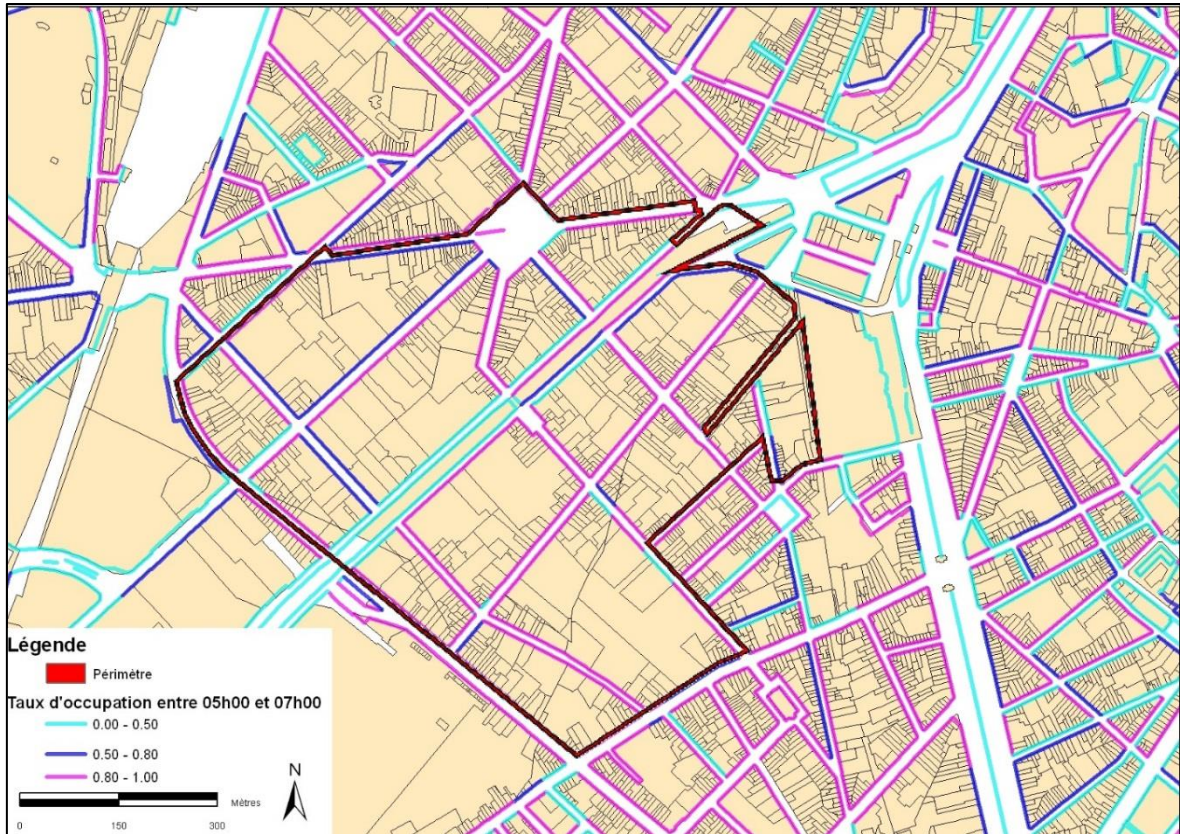 Légende
Périmètre
Taux d'occupation entre 05h00 et 07h00
0.00 - 0.50
0.50 - 0.80
0.80 - 1.00
N
Mètres
0 150 300